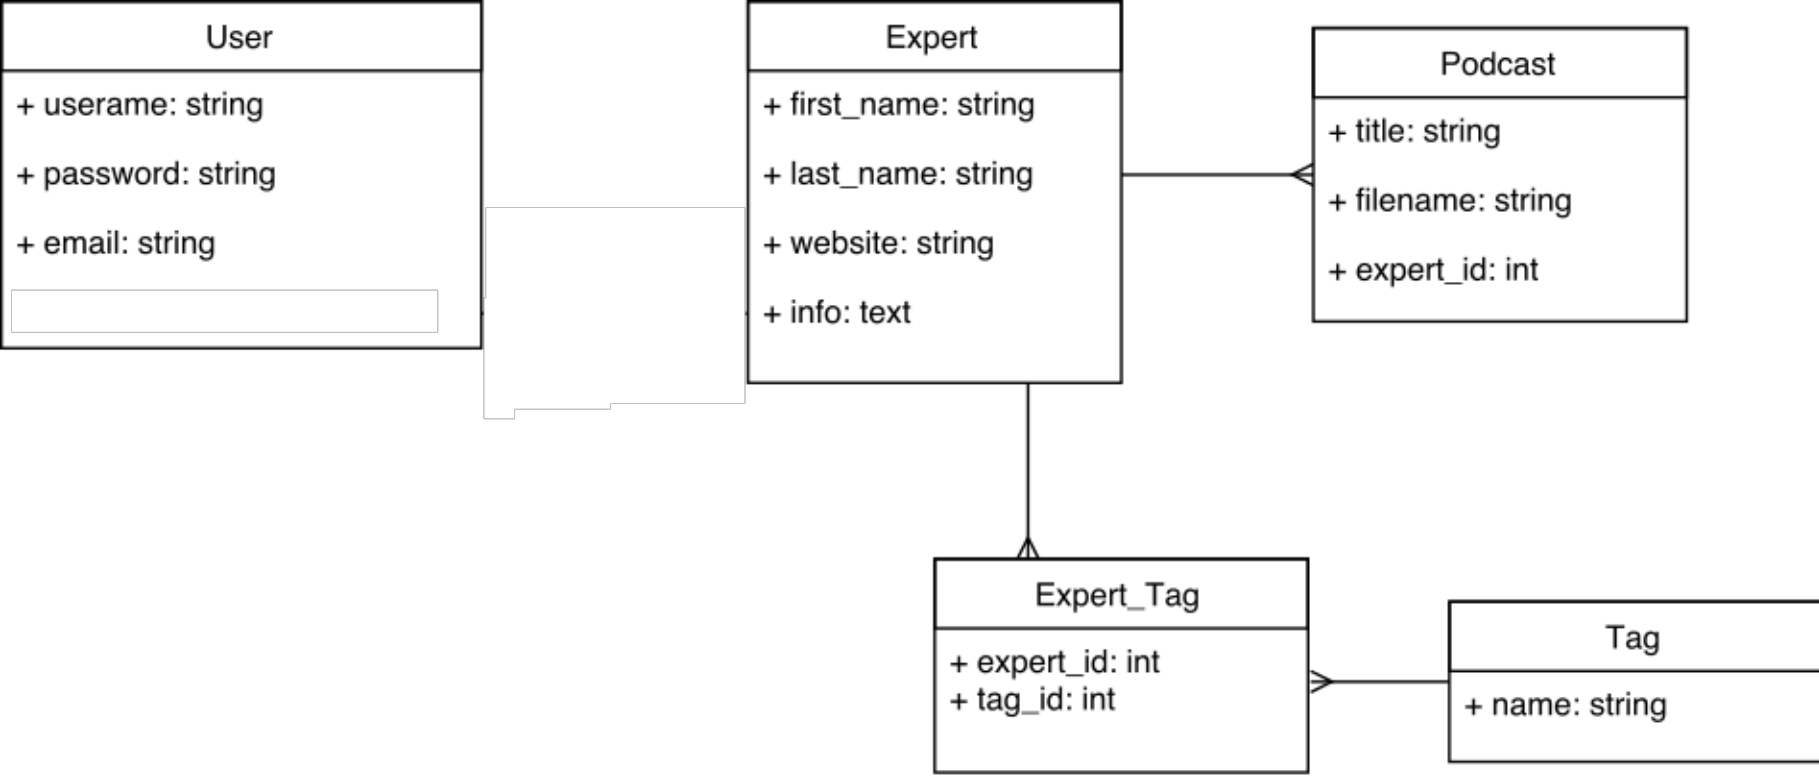 User
+ userame: string
+ password: string
+ email: string
Expert
+ first_name: string
+ last_name: string
+ website: string
+ info: text
Podcast
+ title: string
+ filename: string
+ expert_id: int
Expert_Tag
+ expert_id: int
+ tag_id: int
Tag
+ name: string